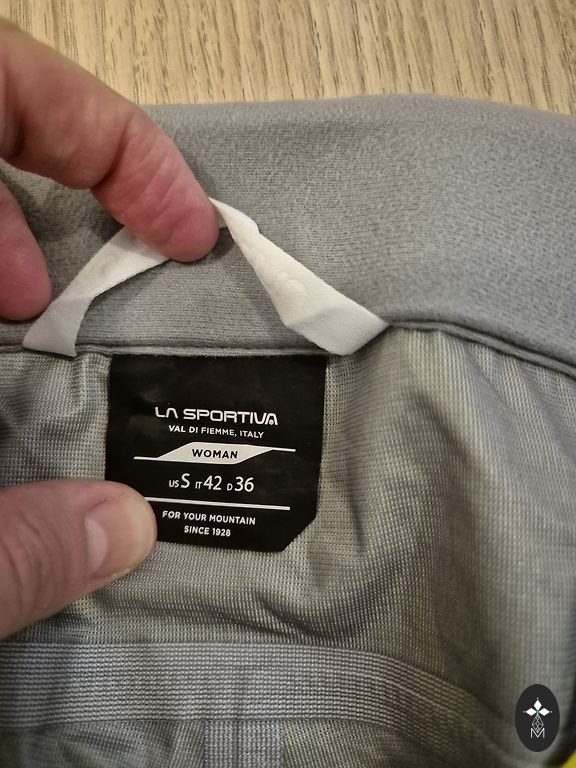 LA SPORTIVA
VAL DI FIEMME, ITALY
WOMAN
US S IT 42 D 36
FOR YOUR MOUNTAIN
SINCE 1928
M